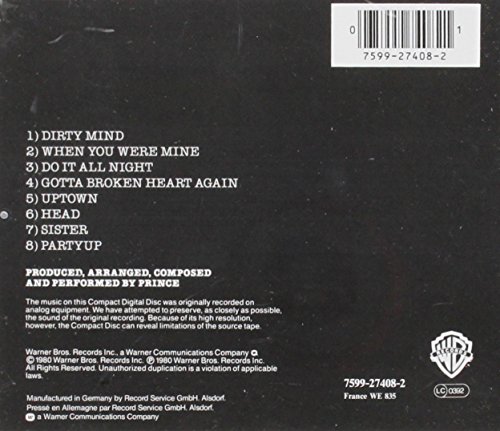 0 1
7599-27408-2
1) DIRTY MIND
2) WHEN YOU WERE MINE
3) DO IT ALL NIGHT
4) GOTTA BROKEN HEART AGAIN
5) UPTOWN
6) HEAD
7) SISTER
8) PARTYUP
PRODUCED, ARRANGED, COMPOSED
AND PERFORMED BY PRINCE
The music on this Compact Digital Disc was originally recorded on
analog equipment. We have attempted to preserve, as closely as possible,
the sound of the original recording. Because of its high resolution,
however, the Compact Disc can reveal limitations of the source tape.
Warner Bros. Records Inc., a Warner Communications Company
© 1980 Warner Bros. Records Inc. ℗ 1980 Warner Bros. Records Inc.
All Rights Reserved. Unauthorized duplication is a violation of applicable
laws.
Manufactured in Germany by Record Service GmbH. Alsdorf.
Pressé en Allemagne par Record Service GmbH. Alsdorf.
a Warner Communications Company
7599-27408-2
France WE 835
LC 0392